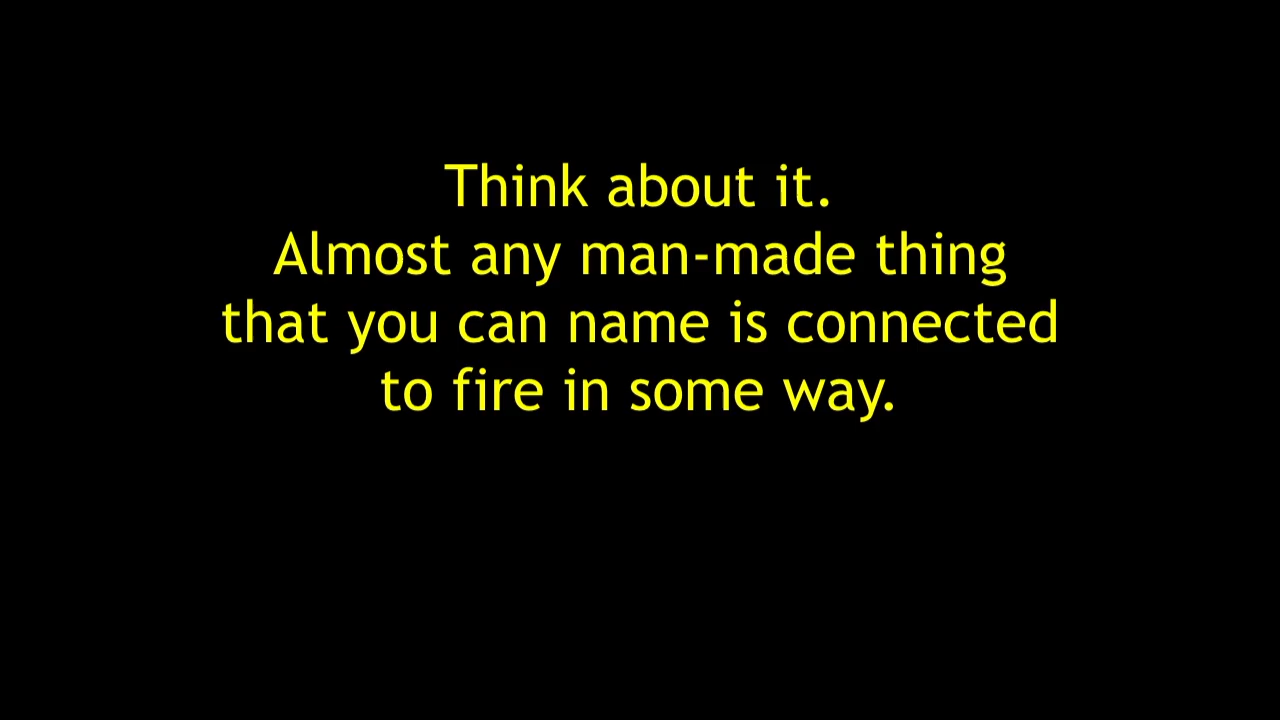 Think about it.
Almost any man-made thing
that you can name is connected
to fire in some way.